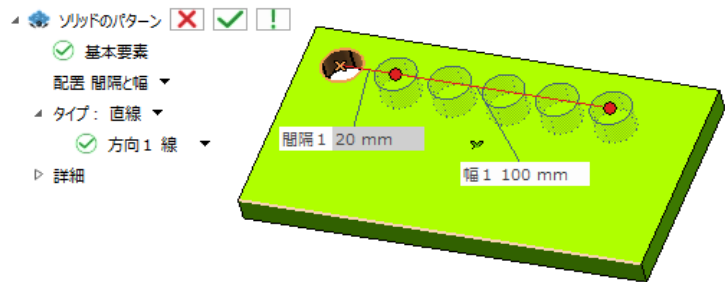 ソリッドのパターン
基本要素
配置 間隔と幅
タイプ： 直線
方向1 線
詳細
間隔1 20 mm
幅1 100 mm